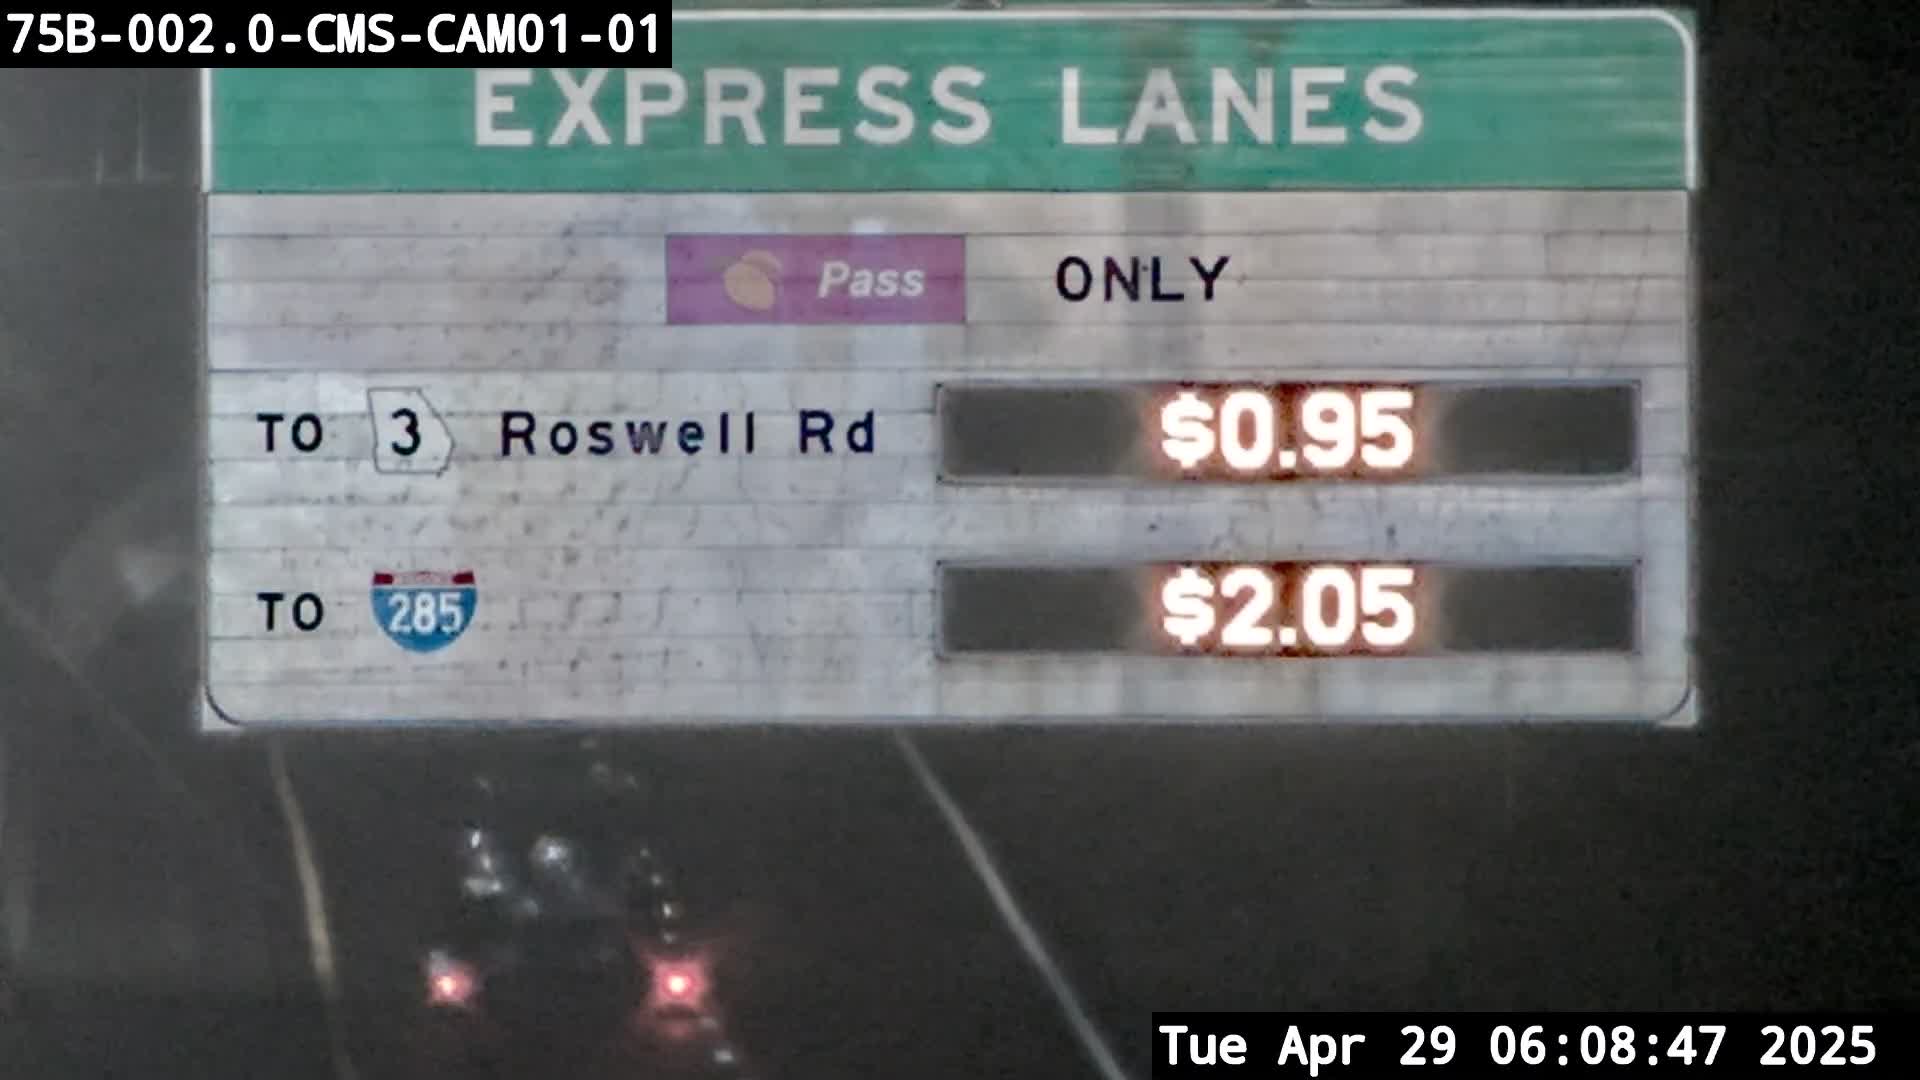 75B-002.0-CMS-CAM01-01
EXPRESS LANES
Pass ONLY
TO 3 Roswell Rd $0.95
TO 285 $2.05
Tue Apr 29 06:08:47 2025